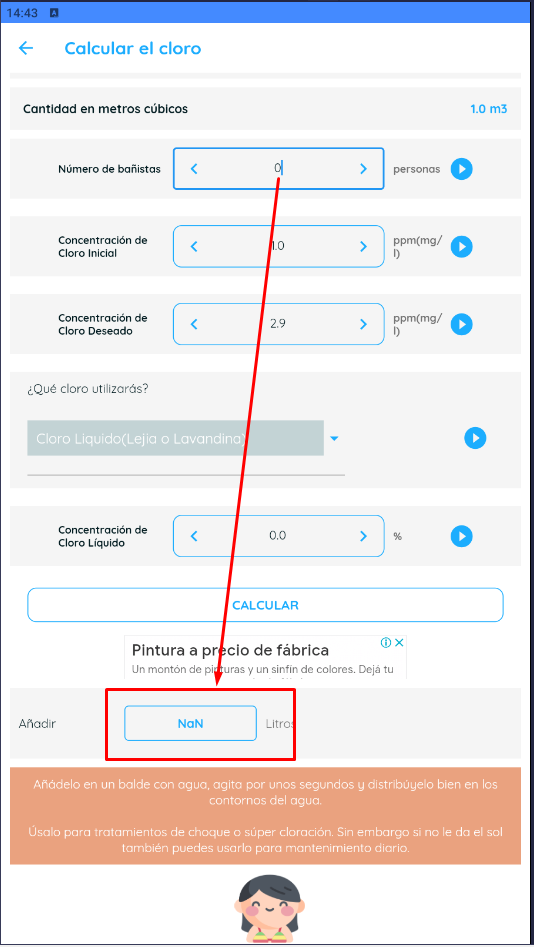 14:43 A
Calcular el cloro
Cantidad en metros cúbicos 1.0 m3
Número de bañistas 0 personas
Concentración de
Cloro Inicial
1.0
ppm(mg/
l)
Concentración de
Cloro Deseado
2.9
ppm(mg/
l)
¿Qué cloro utilizarás?
Cloro Liquido(Lejia o Lavandina)
Concentración de
Cloro Líquido
0.0
%
CALCULAR
Pintura a precio de fábrica
Un montón de pinturas y un sinfín de colores. Dejá tu
Añadir NaN Litros
Añádelo en un balde con agua, agita por unos segundos y distribúyelo bien en los
contornos del agua.
Úsalo para tratamientos de choque o súper cloración. Sin embargo si no le da el sol
también puedes usarlo para mantenimiento diario.